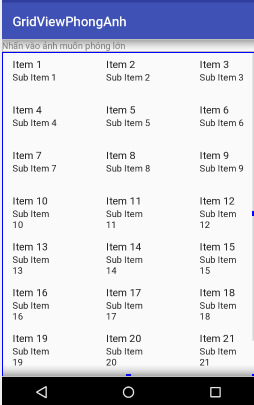 GridViewPhongAnh
Nhấn vào ảnh muốn phóng lớn
Item 1 Item 2 Item 3
Sub Item 1 Sub Item 2 Sub Item 3
Item 4 Item 5 Item 6
Sub Item 4 Sub Item 5 Sub Item 6
Item 7 Item 8 Item 9
Sub Item 7 Sub Item 8 Sub Item 9
Item 10 Item 11 Item 12
Sub Item Sub Item Sub Item
10 11 12
Item 13 Item 14 Item 15
Sub Item Sub Item Sub Item
13 14 15
Item 16 Item 17 Item 18
Sub Item Sub Item Sub Item
16 17 18
Item 19 Item 20 Item 21
Sub Item Sub Item Sub Item
19 20 21